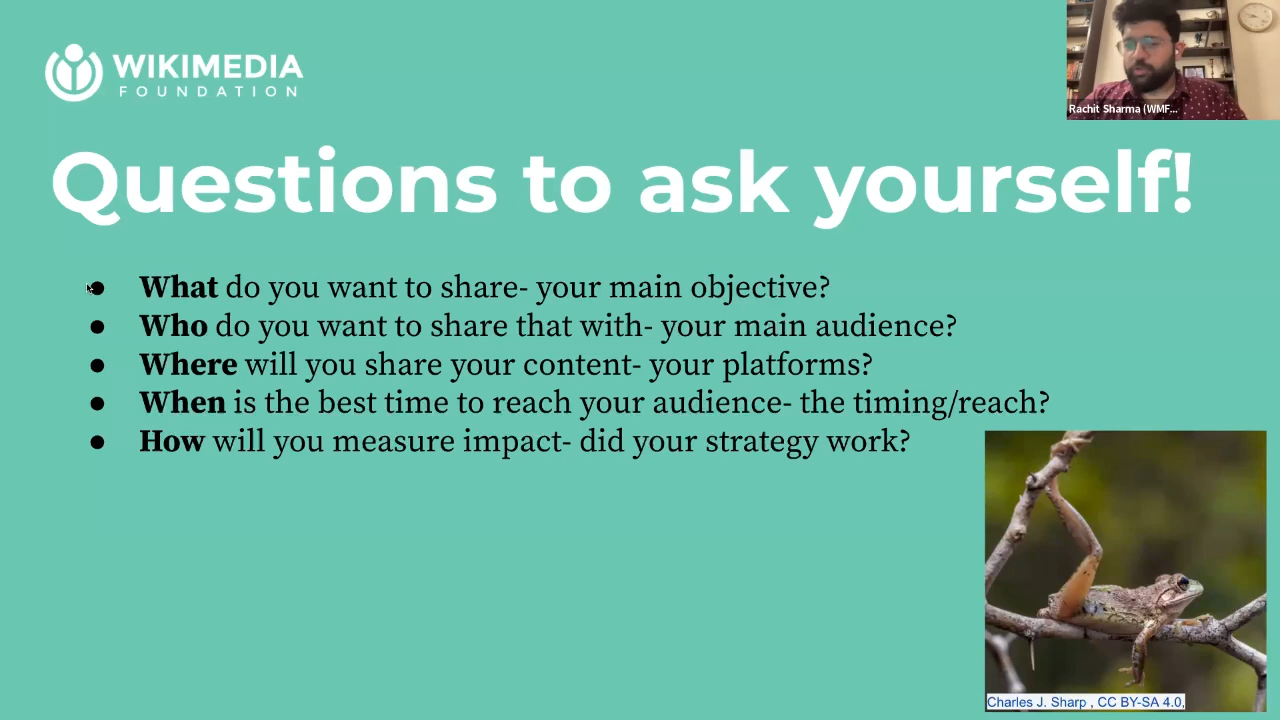 WIKIMEDIA
FOUNDATION
Rachit Sharma (WMF...
Questions to ask yourself!
● What do you want to share- your main objective?
● Who do you want to share that with- your main audience?
● Where will you share your content- your platforms?
● When is the best time to reach your audience- the timing/reach?
● How will you measure impact- did your strategy work?
Charles J. Sharp , CC BY-SA 4.0,